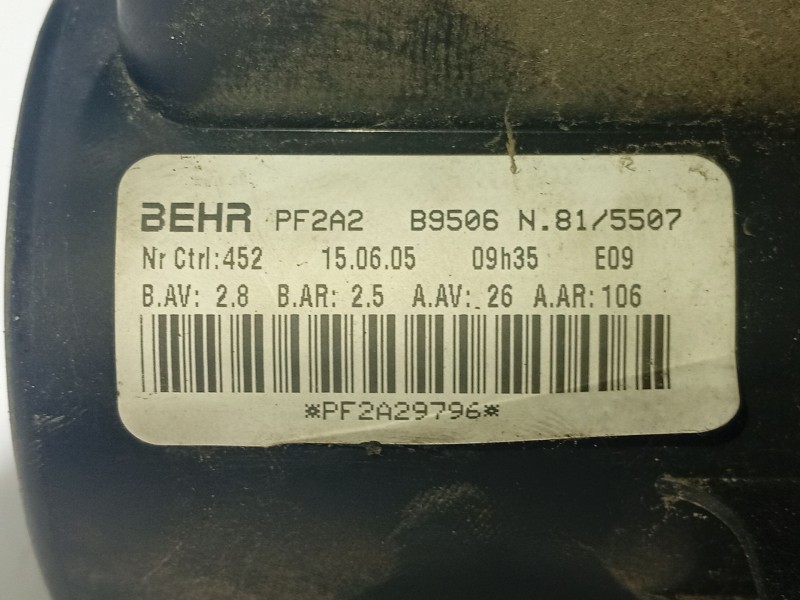 BEHR PF2A2 B9506 N.81/5507
Nr Ctrl:452 15.06.05 09h35 E09
B.AV: 2.8 B.AR: 2.5 A.AV: 26 A.AR: 106
*PF2A29796*